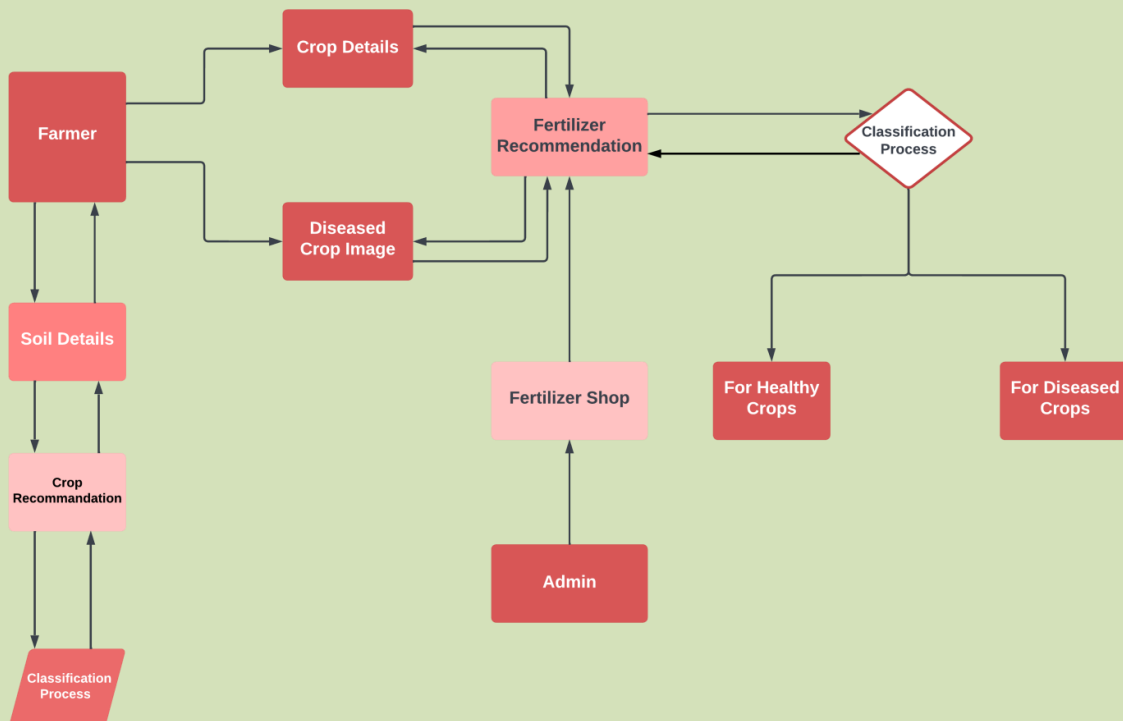 Crop Details
Farmer
Fertilizer
Recommendation
Classification
Process
Diseased
Crop Image
Soil Details
Fertilizer Shop
For Healthy
Crops
For Diseased
Crops
Crop
Recommandation
Admin
Classification
Process